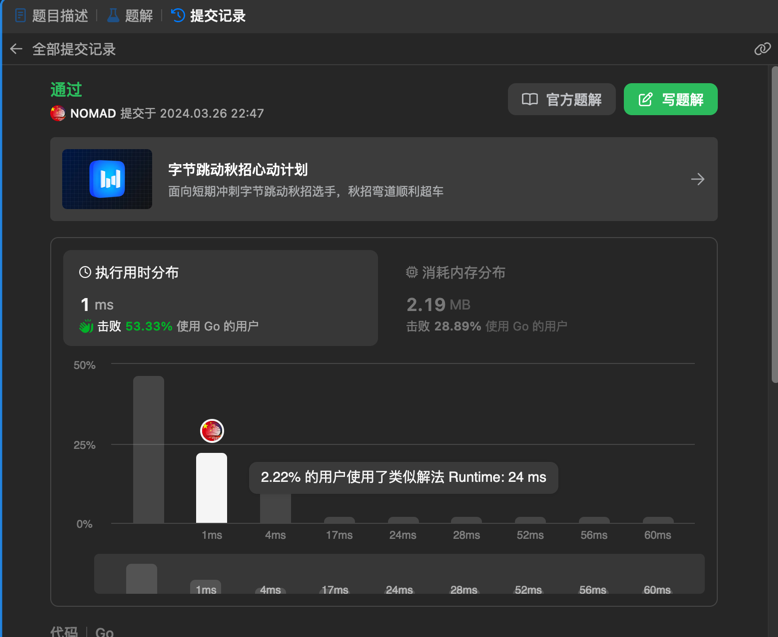 题目描述 | 题解 | 提交记录
全部提交记录
通过
NOMAD 提交于 2024.03.26 22:47
官方题解
写题解
字节跳动秋招心动计划
面向短期冲刺字节跳动秋招选手，秋招弯道顺利超车
执行用时分布
1 ms
击败 53.33% 使用 Go 的用户
消耗内存分布
2.19 MB
击败 28.89% 使用 Go 的用户
50%
25%
2.22% 的用户使用了类似解法 Runtime: 24 ms
0%
1ms 4ms 17ms 24ms 28ms 52ms 56ms 60ms
1ms 4ms 17ms 24ms 28ms 52ms 56ms 60ms
代码 | Go